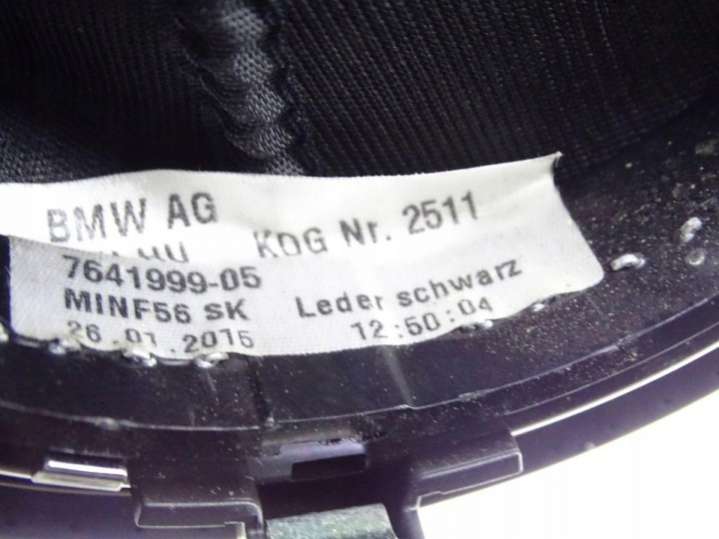 BMW AG
KDG Nr. 2511
7641999-05
MINF56 SK Leder schwarz
26.01.2015 12:50:04